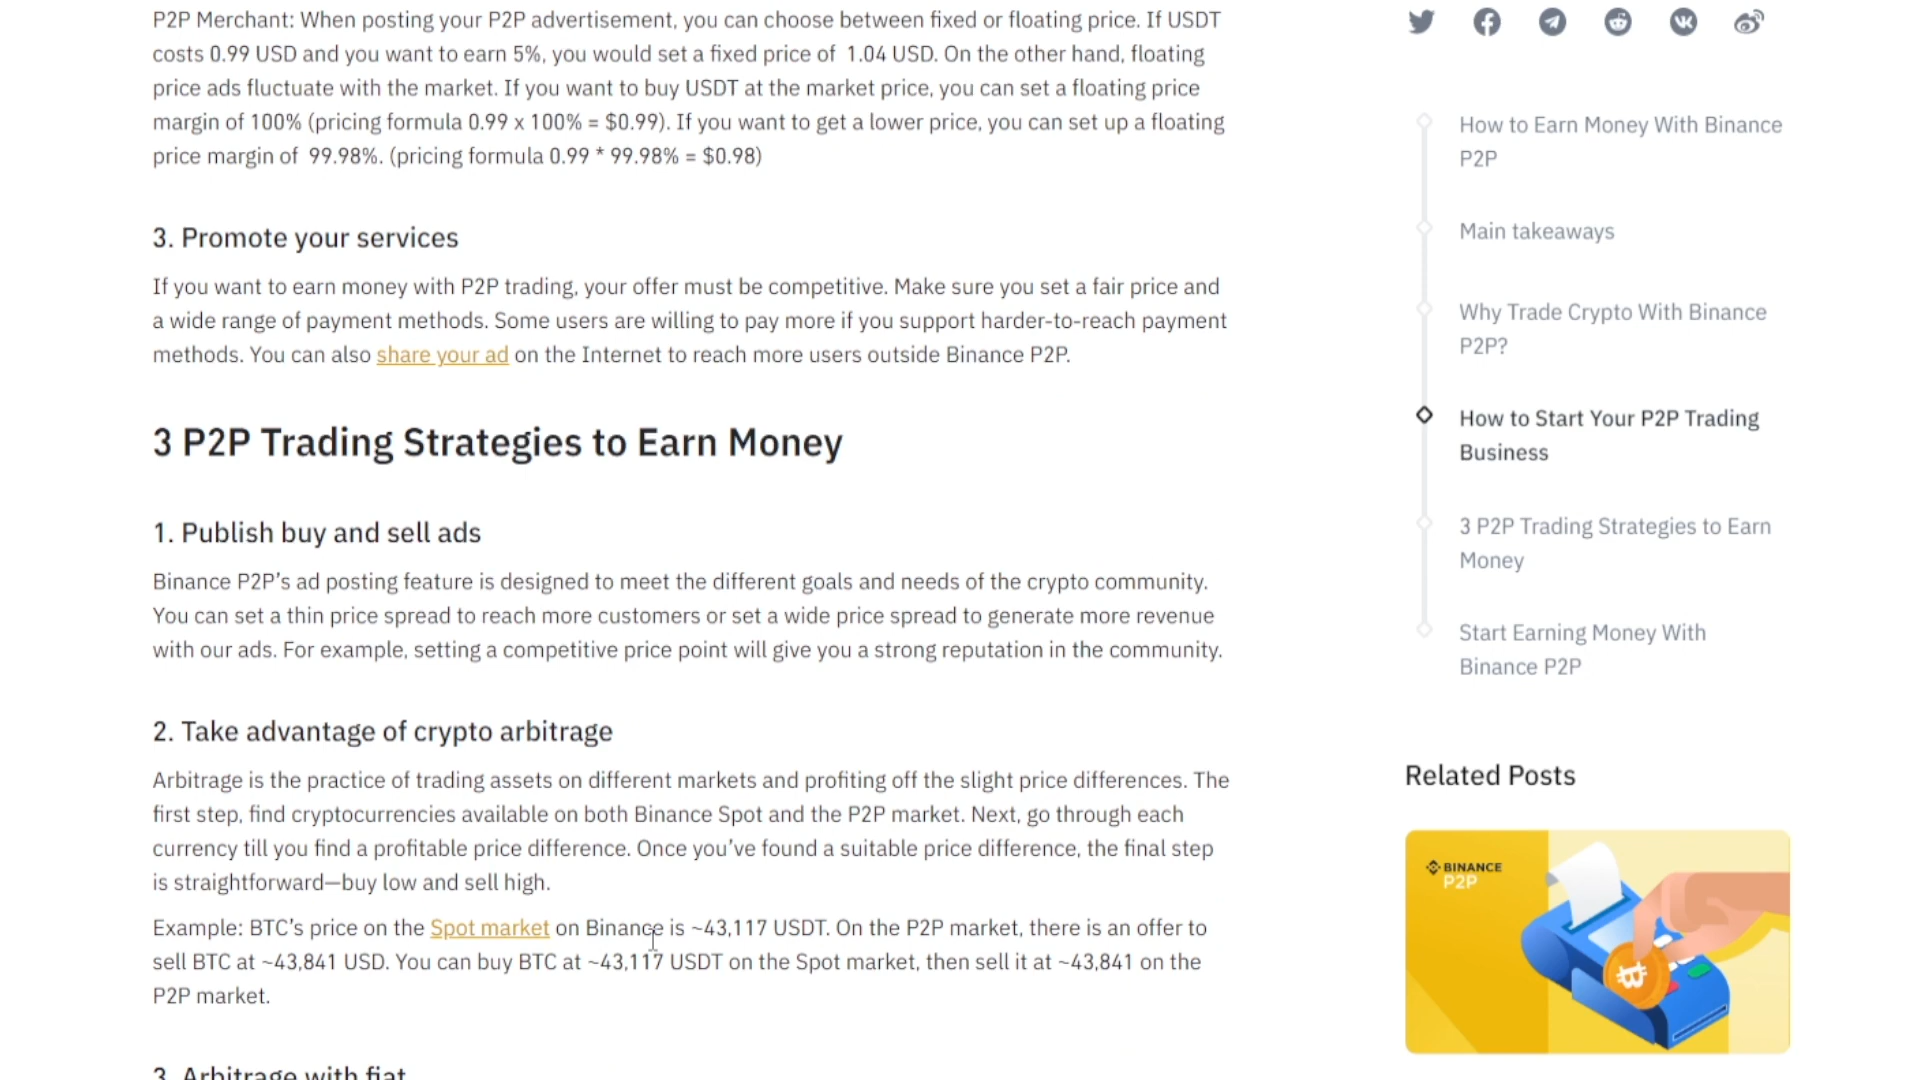 P2P Merchant: When posting your P2P advertisement, you can choose between fixed or floating price. If USDT
costs 0.99 USD and you want to earn 5%, you would set a fixed price of  1.04 USD. On the other hand, floating
price ads fluctuate with the market. If you want to buy USDT at the market price, you can set a floating price
margin of 100% (pricing formula 0.99 x 100% = $0.99). If you want to get a lower price, you can set up a floating
price margin of  99.98%. (pricing formula 0.99 * 99.98% = $0.98)
3. Promote your services
If you want to earn money with P2P trading, your offer must be competitive. Make sure you set a fair price and
a wide range of payment methods. Some users are willing to pay more if you support harder-to-reach payment
methods. You can also share your ad on the Internet to reach more users outside Binance P2P.
3 P2P Trading Strategies to Earn Money
1. Publish buy and sell ads
Binance P2P's ad posting feature is designed to meet the different goals and needs of the crypto community.
You can set a thin price spread to reach more customers or set a wide price spread to generate more revenue
with our ads. For example, setting a competitive price point will give you a strong reputation in the community.
2. Take advantage of crypto arbitrage
Arbitrage is the practice of trading assets on different markets and profiting off the slight price differences. The
first step, find cryptocurrencies available on both Binance Spot and the P2P market. Next, go through each
currency till you find a profitable price difference. Once you've found a suitable price difference, the final step
is straightforward—buy low and sell high.
Example: BTC's price on the Spot market on Binance is ~43,117 USDT. On the P2P market, there is an offer to
sell BTC at ~43,841 USD. You can buy BTC at ~43,117 USDT on the Spot market, then sell it at ~43,841 on the
P2P market.
3. Arbitrage with fiat
How to Earn Money With Binance
P2P
Main takeaways
Why Trade Crypto With Binance
P2P?
How to Start Your P2P Trading
Business
3 P2P Trading Strategies to Earn
Money
Start Earning Money With
Binance P2P
Related Posts
BINANCE
P2P